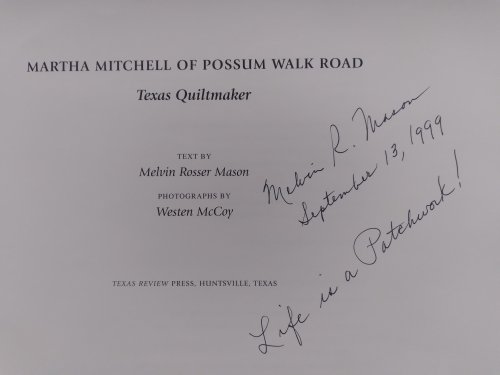 MARTHA MITCHELL OF POSSUM WALK ROAD
Texas Quiltmaker
TEXT BY
Melvin Rosser Mason
PHOTOGRAPHS BY
Westen McCoy
TEXAS REVIEW PRESS, HUNTSVILLE, TEXAS
Melvin R. Mason
September 13, 1999
Life is a Patchwork!